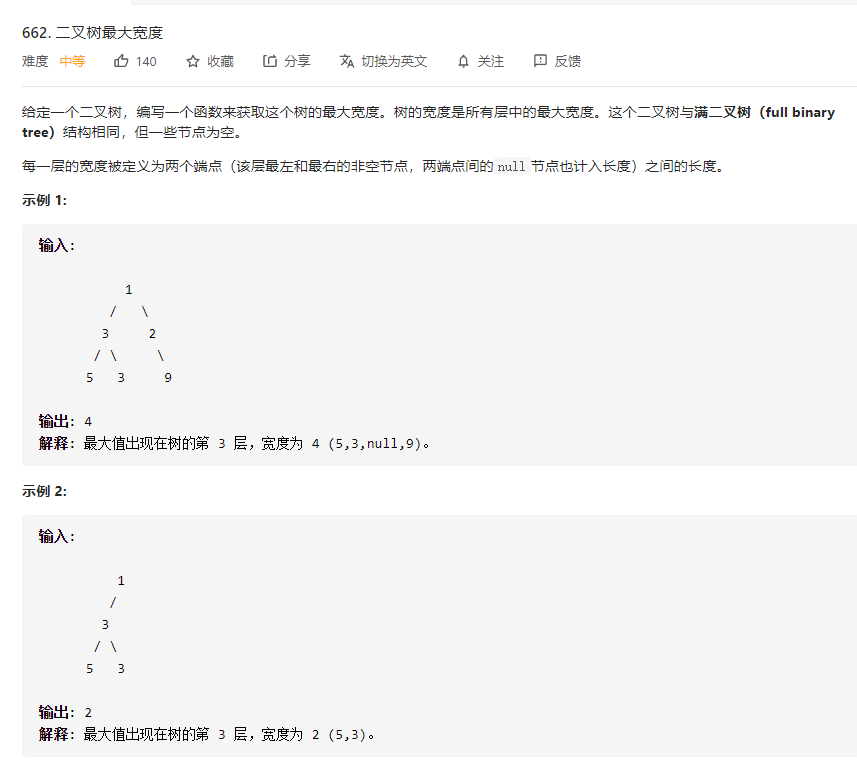 662. 二叉树最大宽度
难度 中等 140 收藏 分享 切换为英文 关注 反馈
给定一个二叉树，编写一个函数来获取这个树的最大宽度。树的宽度是所有层中的最大宽度。这个二叉树与满二叉树（full binary
tree）结构相同，但一些节点为空。
每一层的宽度被定义为两个端点（该层最左和最右的非空节点，两端点间的 null 节点也计入长度）之间的长度。
示例 1:
输入:
1
/ \
3 2
/ \ \
5 3 9
输出: 4
解释: 最大值出现在树的第 3 层，宽度为 4 (5,3,null,9)。
示例 2:
输入:
1
/
3
/ \
5 3
输出: 2
解释: 最大值出现在树的第 3 层，宽度为 2 (5,3)。